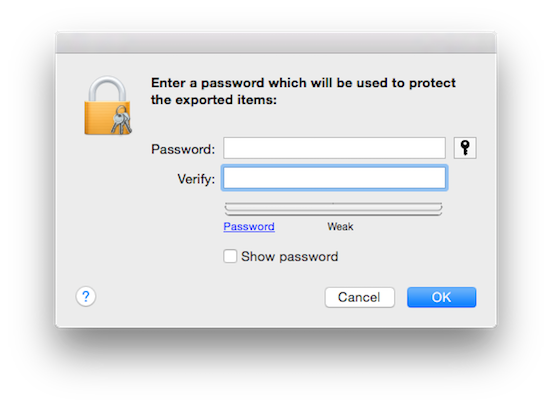 Enter a password which will be used to protect
the exported items:
Password:
Verify:
Password Weak
Show password
? Cancel OK